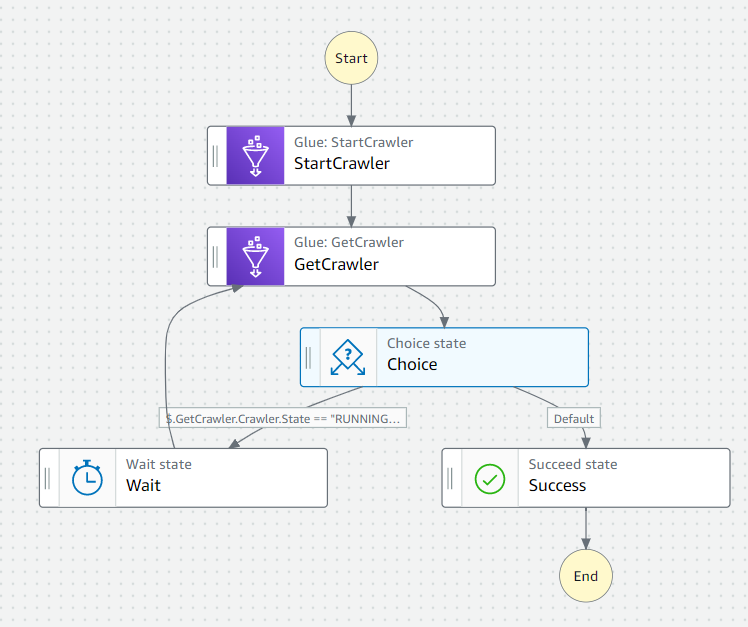 Start
Glue: StartCrawler
StartCrawler
Glue: GetCrawler
GetCrawler
Choice state
Choice
$.GetCrawler.Crawler.State == "RUNNING...
Default
Wait state
Wait
Succeed state
Success
End